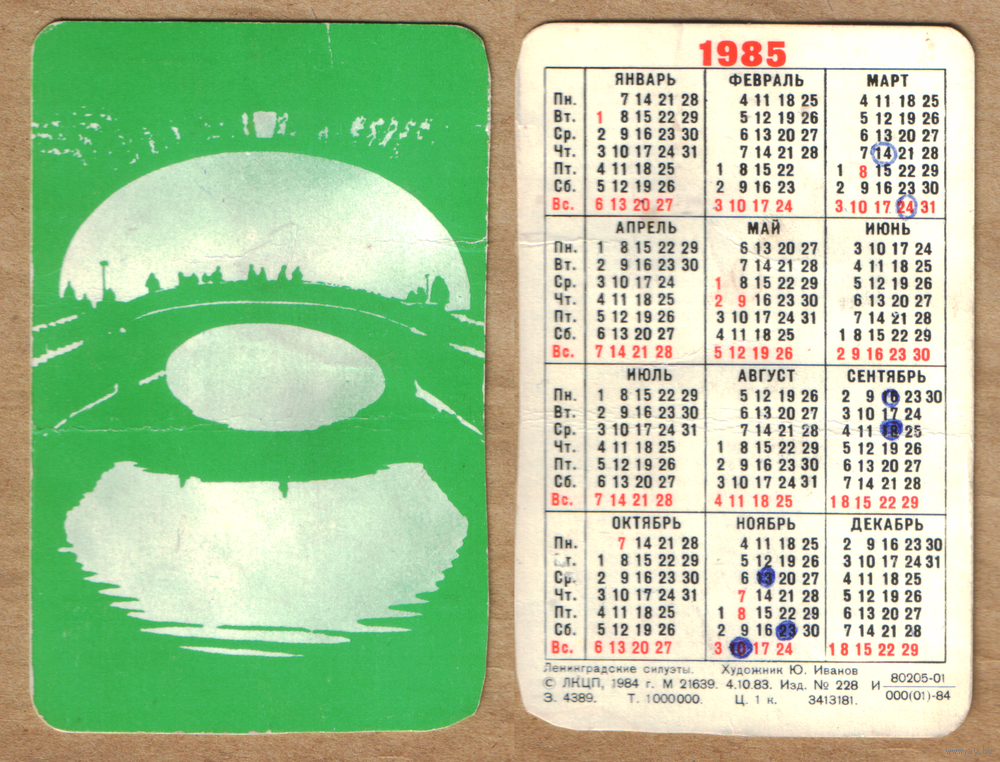 1985
ЯНВАРЬ ФЕВРАЛЬ МАРТ
Пн. 7 14 21 28 4 11 18 25 4 11 18 25
Вт. 1 8 15 22 29 5 12 19 26 5 12 19 26
Ср. 2 9 16 23 30 6 13 20 27 6 13 20 27
Чт. 3 10 17 24 31 7 14 21 28 7 14 21 28
Пт. 4 11 18 25 1 8 15 22 1 8 15 22 29
Сб. 5 12 19 26 2 9 16 23 2 9 16 23 30
Вс. 6 13 20 27 3 10 17 24 3 10 17 24 31
АПРЕЛЬ МАЙ ИЮНЬ
Пн. 1 8 15 22 29 6 13 20 27 3 10 17 24
Вт. 2 9 16 23 30 7 14 21 28 4 11 18 25
Ср. 3 10 17 24 1 8 15 22 29 5 12 19 26
Чт. 4 11 18 25 2 9 16 23 30 6 13 20 27
Пт. 5 12 19 26 3 10 17 24 31 7 14 21 28
Сб. 6 13 20 27 4 11 18 25 1 8 15 22 29
Вс. 7 14 21 28 5 12 19 26 2 9 16 23 30
ИЮЛЬ АВГУСТ СЕНТЯБРЬ
Пн. 1 8 15 22 29 5 12 19 26 2 9 16 23 30
Вт. 2 9 16 23 30 6 13 20 27 3 10 17 24
Ср. 3 10 17 24 31 7 14 21 28 4 11 18 25
Чт. 4 11 18 25 1 8 15 22 29 5 12 19 26
Пт. 5 12 19 26 2 9 16 23 30 6 13 20 27
Сб. 6 13 20 27 3 10 17 24 31 7 14 21 28
Вс. 7 14 21 28 4 11 18 25 1 8 15 22 29
ОКТЯБРЬ НОЯБРЬ ДЕКАБРЬ
Пн. 7 14 21 28 4 11 18 25 2 9 16 23 30
1 8 15 22 29 5 12 19 26 3 10 17 24 31
Ср. 2 9 16 23 30 6 13 20 27 4 11 18 25
Чт. 3 10 17 24 31 7 14 21 28 5 12 19 26
Пт. 4 11 18 25 1 8 15 22 29 6 13 20 27
Сб. 5 12 19 26 2 9 16 23 30 7 14 21 28
Вс. 6 13 20 27 3 10 17 24 1 8 15 22 29
Ленинградские силуэты. Художник Ю. Иванов
© ЛКЦП, 1984 г. М 21639. 4.10.83. Изд. № 228 И 80205-01
З. 4389. Т. 1000000. Ц. 1 к. 3413181. 000(01)-84